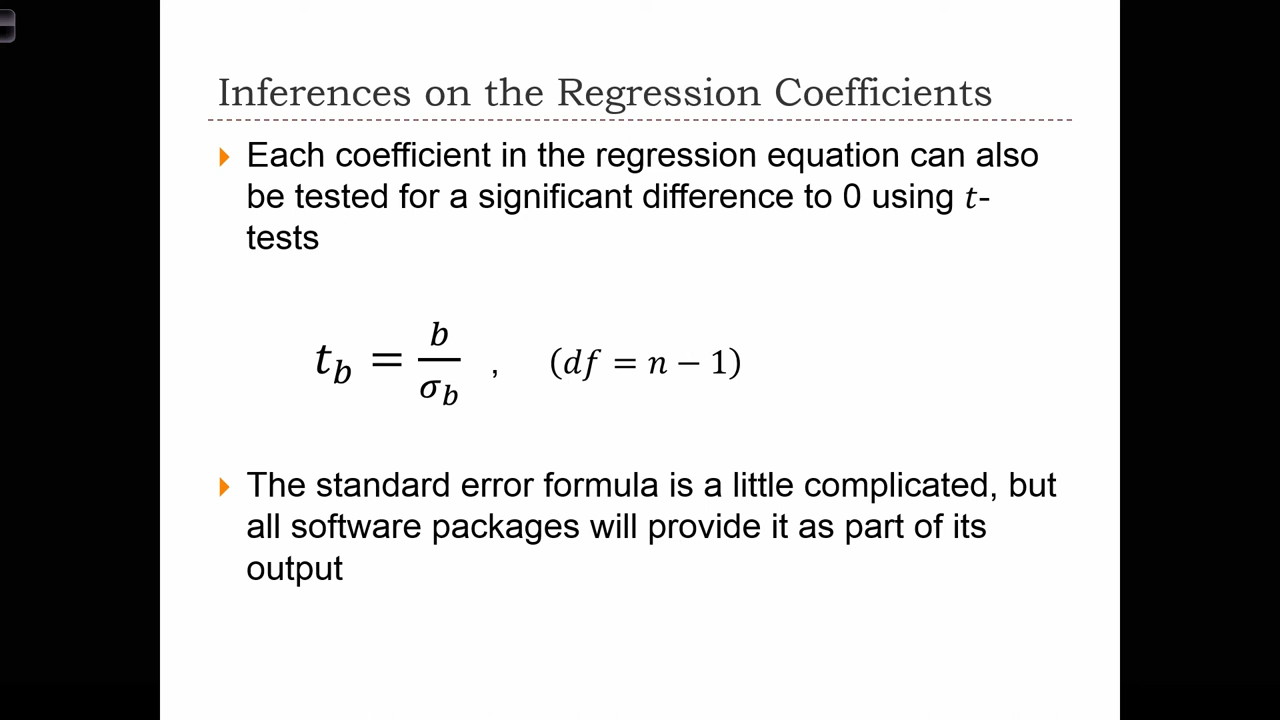 Inferences on the Regression Coefficients
Each coefficient in the regression equation can also
be tested for a significant difference to 0 using t-
tests
t_b = b/σ_b , (df = n − 1)
The standard error formula is a little complicated, but
all software packages will provide it as part of its
output